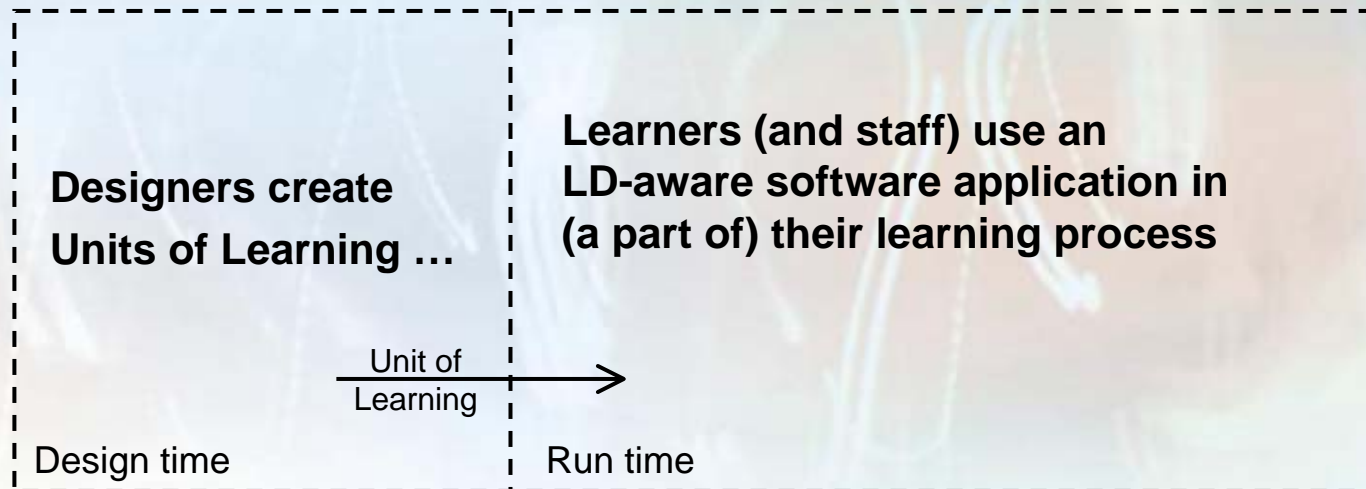 Designers create
Units of Learning …
Learners (and staff) use an
LD-aware software application in
(a part of) their learning process
Unit of
Learning
Design time
Run time